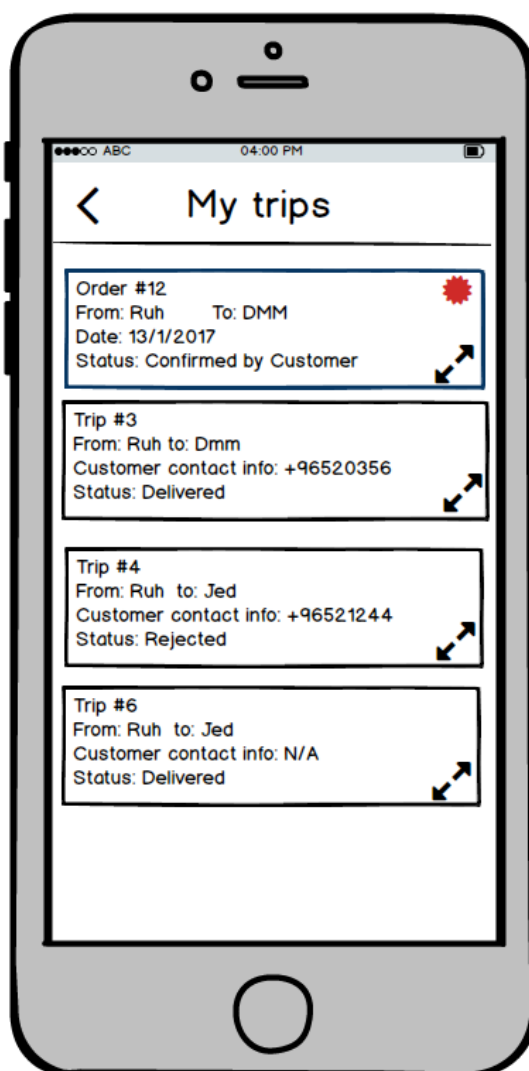 ABC 04:00 PM
My trips
Order #12
From: Ruh To: DMM
Date: 13/1/2017
Status: Confirmed by Customer
Trip #3
From: Ruh to: Dmm
Customer contact info: +96520356
Status: Delivered
Trip #4
From: Ruh to: Jed
Customer contact info: +96521244
Status: Rejected
Trip #6
From: Ruh to: Jed
Customer contact info: N/A
Status: Delivered